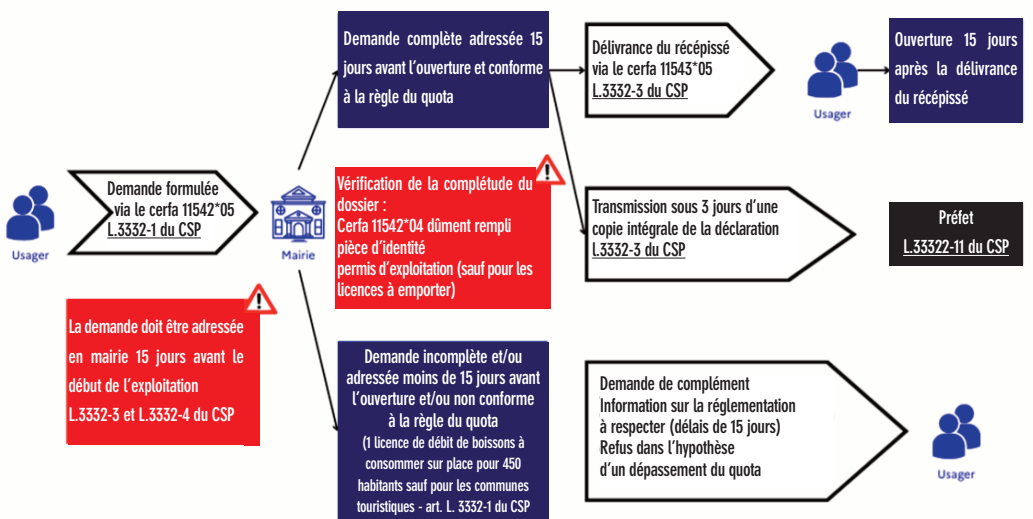 Usager
Demande formulée
via le cerfa 11542*05
L.3332-1 du CSP
Mairie
La demande doit être adressée
en mairie 15 jours avant le
début de l'exploitation
L.3332-3 et L.3332-4 du CSP
Demande complète adressée 15
jours avant l'ouverture et conforme
à la règle du quota
Vérification de la complétude du
dossier :
Cerfa 11542*04 dûment rempli
pièce d'identité
permis d'exploitation (sauf pour les
licences à emporter)
Demande incomplète et/ou
adressée moins de 15 jours avant
l'ouverture et/ou non conforme
à la règle du quota
(1 licence de débit de boissons à
consommer sur place pour 450
habitants sauf pour les communes
touristiques - art. L. 3332-1 du CSP
Délivrance du récépissé
via le cerfa 11543*05
L.3332-3 du CSP
Usager
Ouverture 15 jours
après la délivrance
du récépissé
Transmission sous 3 jours d'une
copie intégrale de la déclaration
L.3332-3 du CSP
Préfet
L.33322-11 du CSP
Demande de complément
Information sur la réglementation
à respecter (délais de 15 jours)
Refus dans l'hypothèse
d'un dépassement du quota
Usager